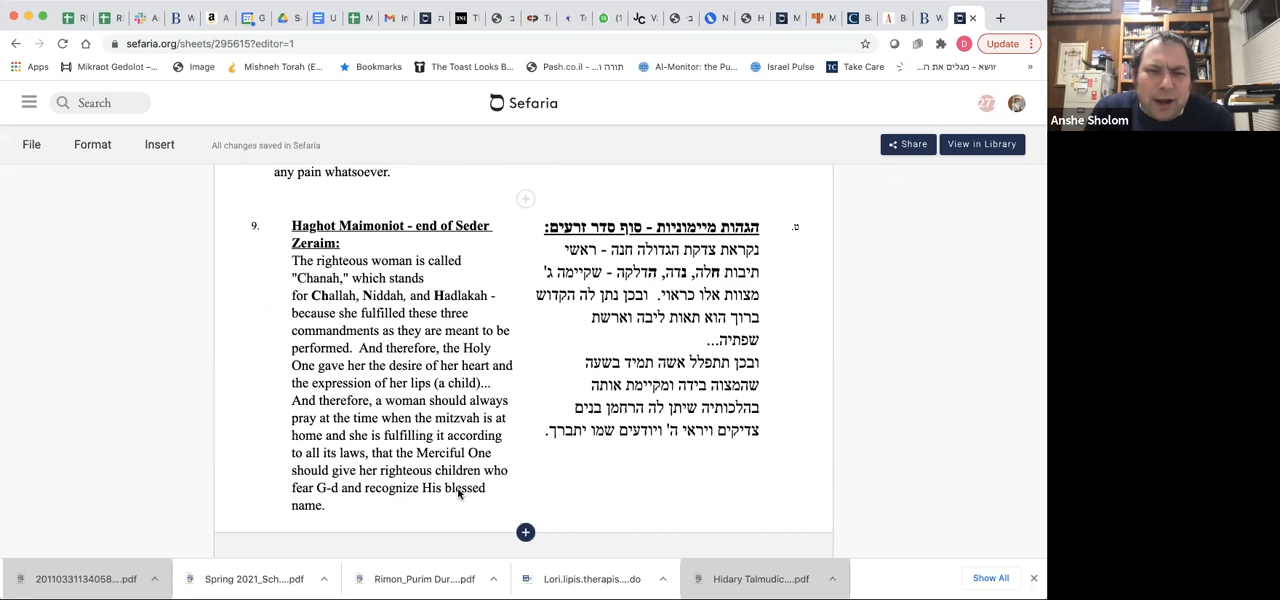 sefaria.org/sheets/295615?editor=1
Update
Apps
Mikraot Gedolot –...
Image
Mishneh Torah (E...
Bookmarks
The Toast Looks B...
Pash.co.il - תורה ו...
Al-Monitor: the Pu...
Israel Pulse
Take Care
נושא - מגלים את ה...
Search
Sefaria
Anshe Sholom
File
Format
Insert
All changes saved in Sefaria
Share
View in Library
any pain whatsoever.
9.
Haghot Maimoniot - end of Seder
Zeraim:
The righteous woman is called
"Chanah," which stands
for Challah, Niddah, and Hadlakah -
because she fulfilled these three
commandments as they are meant to be
performed. And therefore, the Holy
One gave her the desire of her heart and
the expression of her lips (a child)...
And therefore, a woman should always
pray at the time when the mitzvah is at
home and she is fulfilling it according
to all its laws, that the Merciful One
should give her righteous children who
fear G-d and recognize His blessed
name.
ט.
הגהות מיימוניות - סוף סדר זרעים:
נקראת צדקת הגדולה חנה - ראשי
תיבות חלה, נדה, הדלקה - שקיימה ג'
מצוות אלו כראוי. ובכן נתן לה הקדוש
ברוך הוא תאות ליבה וארשת
שפתיה...
ובכן תתפלל אשה תמיד בשעה
שהמצוה בידה ומקיימת אותה
בהלכותיה שיתן לה הרחמן בנים
צדיקים ויראי ה' ויודעים שמו יתברך.
20110331134058....pdf
Spring 2021_Sch....pdf
Rimon_Purim Dur....pdf
Lori.lipis.therapis....do
Hidary Talmudic....pdf
Show All